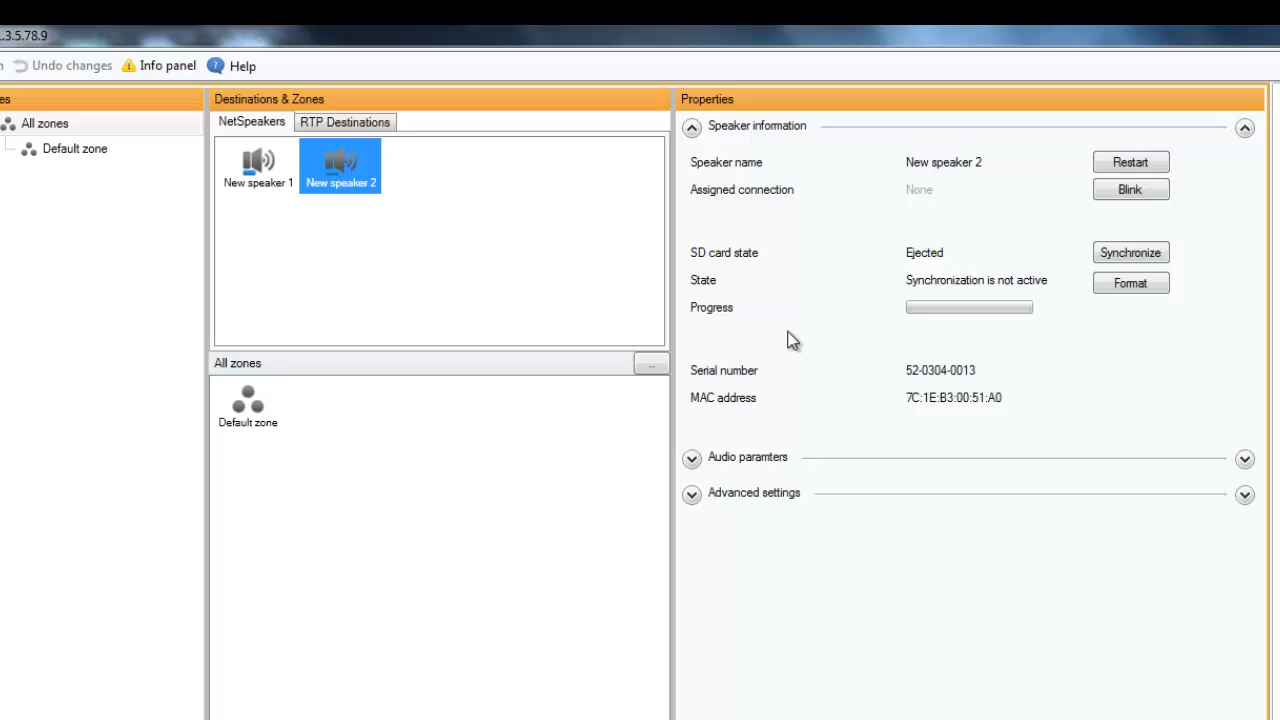 .3.5.78.9
Undo changes Info panel Help
es
All zones
Default zone
Destinations & Zones
NetSpeakers RTP Destinations
New speaker 1 New speaker 2
All zones ...
Default zone
Properties
Speaker information
Speaker name New speaker 2 Restart
Assigned connection None Blink
SD card state Ejected Synchronize
State Synchronization is not active Format
Progress
Serial number 52-0304-0013
MAC address 7C:1E:B3:00:51:A0
Audio paramters
Advanced settings